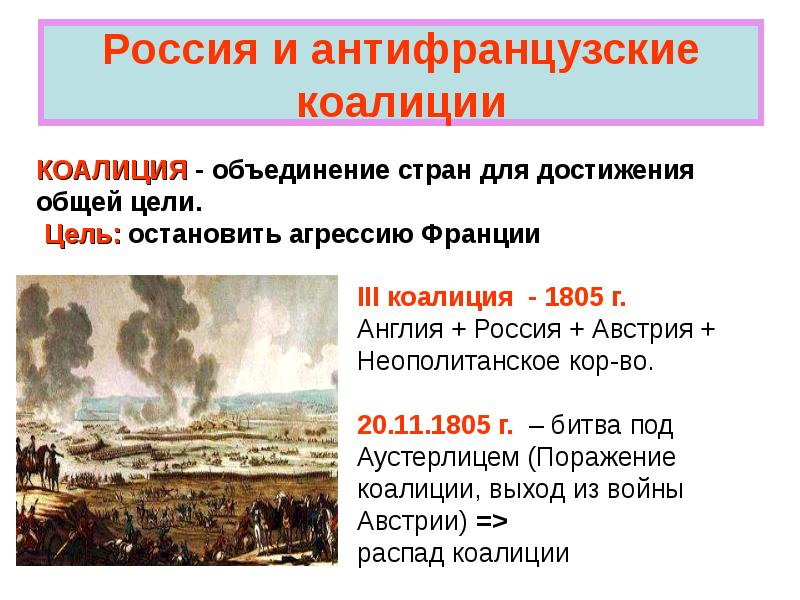 Россия и антифранцузские
коалиции
КОАЛИЦИЯ - объединение стран для достижения
общей цели.
Цель: остановить агрессию Франции
III коалиция - 1805 г.
Англия + Россия + Австрия +
Неополитанское кор-во.
20.11.1805 г. – битва под
Аустерлицем (Поражение
коалиции, выход из войны
Австрии) =>
распад коалиции